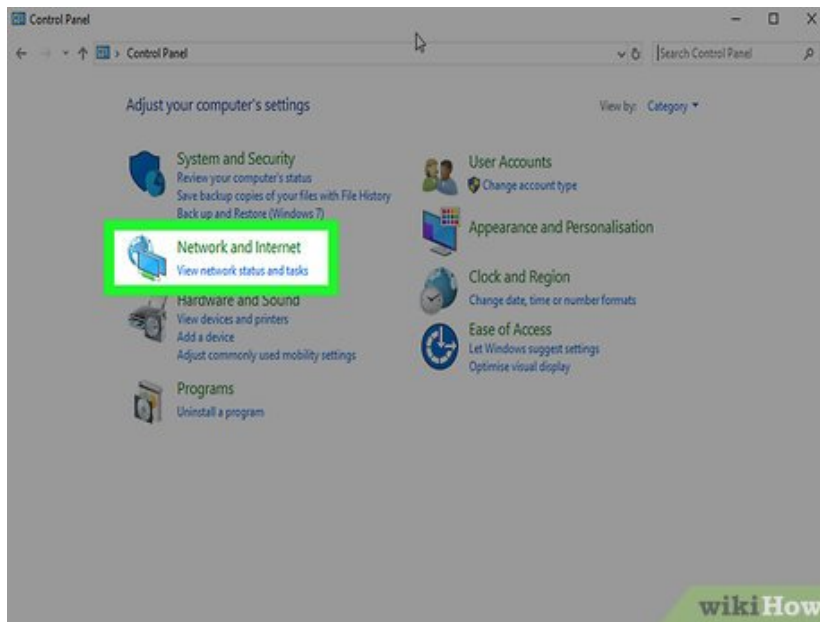 Control Panel
Control Panel
Search Control Panel
Adjust your computer's settings
View by: Category
System and Security
Review your computer's status
Save backup copies of your files with File History
Back up and Restore (Windows 7)
Network and Internet
View network status and tasks
Hardware and Sound
View devices and printers
Add a device
Adjust commonly used mobility settings
Programs
Uninstall a program
User Accounts
Change account type
Appearance and Personalisation
Clock and Region
Change date, time or number formats
Ease of Access
Let Windows suggest settings
Optimise visual display
wikiHow